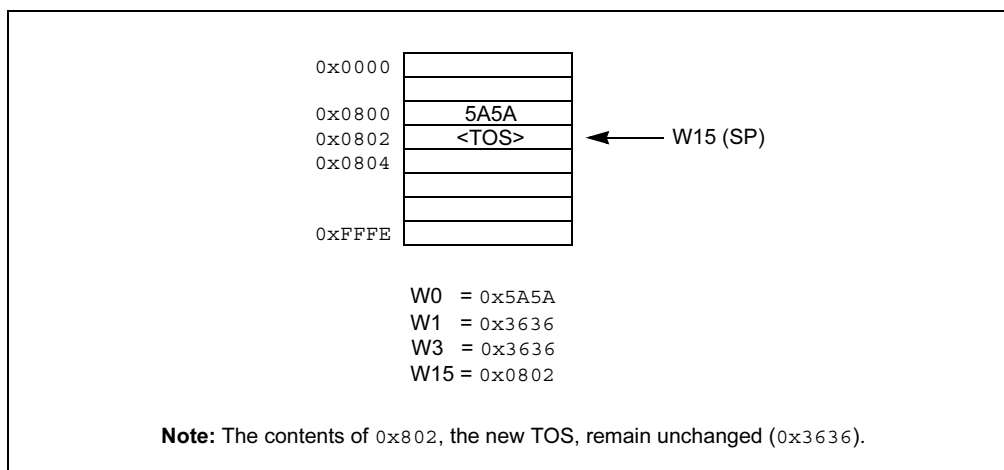 0x0000
0x0800 5A5A
0x0802 <TOS> W15 (SP)
0x0804
0xFFFE
W0 = 0x5A5A
W1 = 0x3636
W3 = 0x3636
W15 = 0x0802
Note: The contents of 0x802, the new TOS, remain unchanged (0x3636).